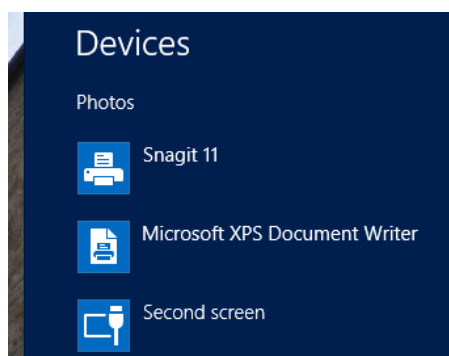 Devices
Photos
Snagit 11
Microsoft XPS Document Writer
Second screen